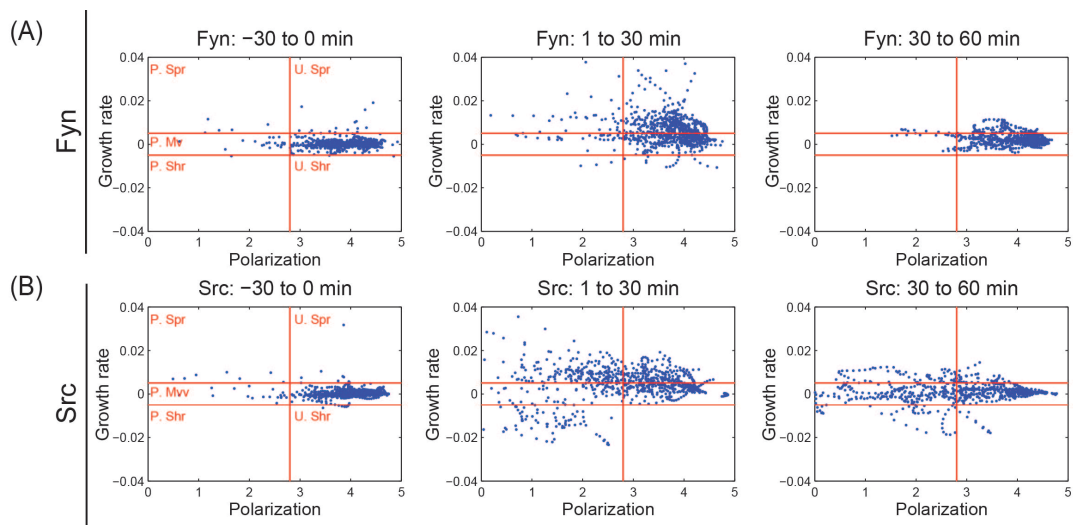 (A)
Fyn
Fyn: −30 to 0 min
Growth rate
0.04
0.02
0
−0.02
−0.04
P. Spr
U. Spr
P. Mv
P. Shr
U. Shr
0 1 2 3 4 5
Polarization
Fyn: 1 to 30 min
Growth rate
0.04
0.02
0
−0.02
−0.04
0 1 2 3 4 5
Polarization
Fyn: 30 to 60 min
Growth rate
0.04
0.02
0
−0.02
−0.04
0 1 2 3 4 5
Polarization
(B)
Src
Src: −30 to 0 min
Growth rate
0.04
0.02
0
−0.02
−0.04
P. Spr
U. Spr
P. Mvv
P. Shr
U. Shr
0 1 2 3 4 5
Polarization
Src: 1 to 30 min
Growth rate
0.04
0.02
0
−0.02
−0.04
0 1 2 3 4 5
Polarization
Src: 30 to 60 min
Growth rate
0.04
0.02
0
−0.02
−0.04
0 1 2 3 4 5
Polarization